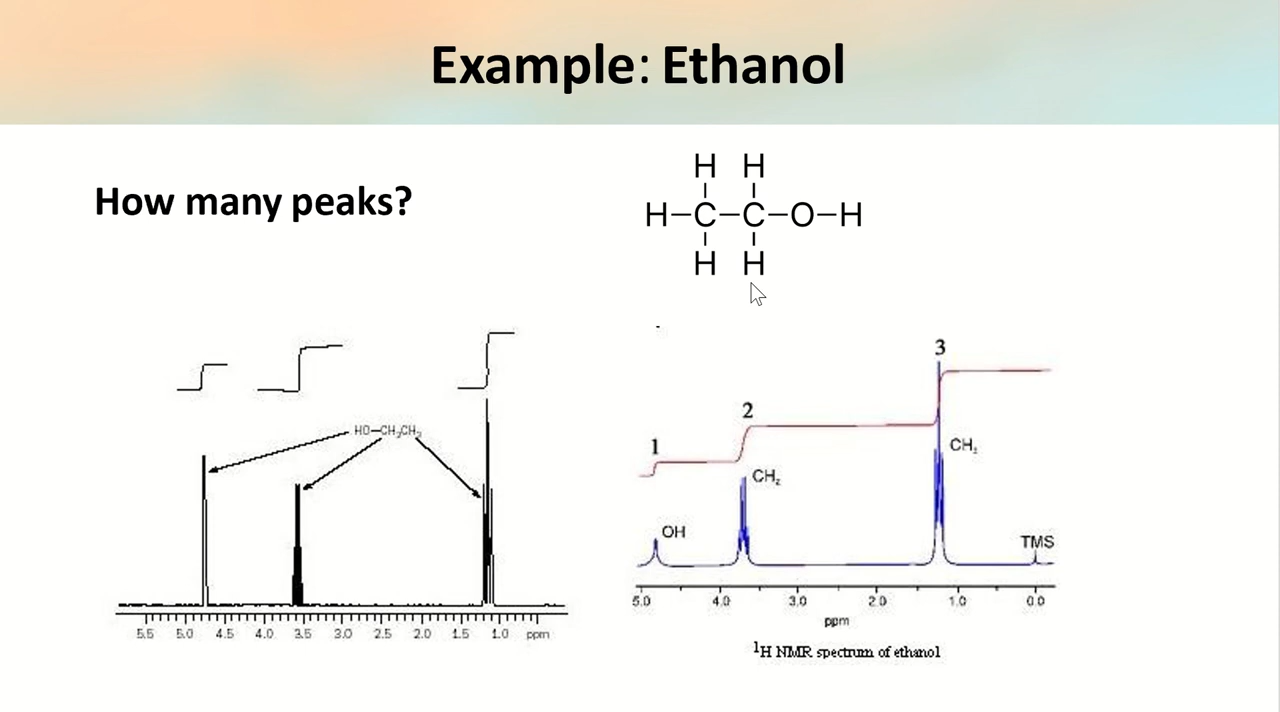 Example: Ethanol
How many peaks?
H H
H–C–C–O–H
H H
HO–CH₂CH₃
5.5 5.0 4.5 4.0 3.5 3.0 2.5 2.0 1.5 1.0 ppm
3
2
1
CH₃
CH₂
OH
TMS
5.0 4.0 3.0 2.0 1.0 0.0
ppm
¹H NMR spectrum of ethanol